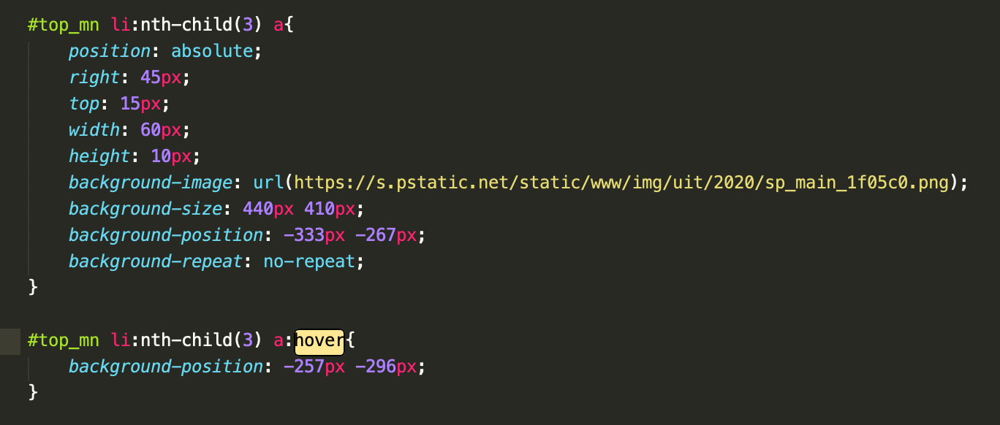 #top_mn li:nth-child(3) a{
position: absolute;
right: 45px;
top: 15px;
width: 60px;
height: 10px;
background-image: url(https://s.pstatic.net/static/www/img/uit/2020/sp_main_1f05c0.png);
background-size: 440px 410px;
background-position: -333px -267px;
background-repeat: no-repeat;
}
#top_mn li:nth-child(3) a:hover{
background-position: -257px -296px;
}